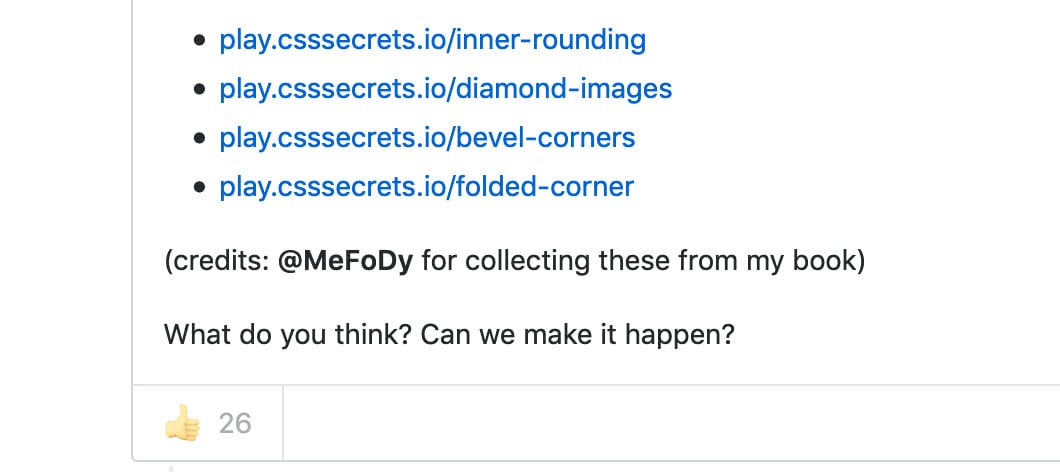 play.csssecrets.io/inner-rounding
play.csssecrets.io/diamond-images
play.csssecrets.io/bevel-corners
play.csssecrets.io/folded-corner
(credits: @MeFoDy for collecting these from my book)
What do you think? Can we make it happen?
26